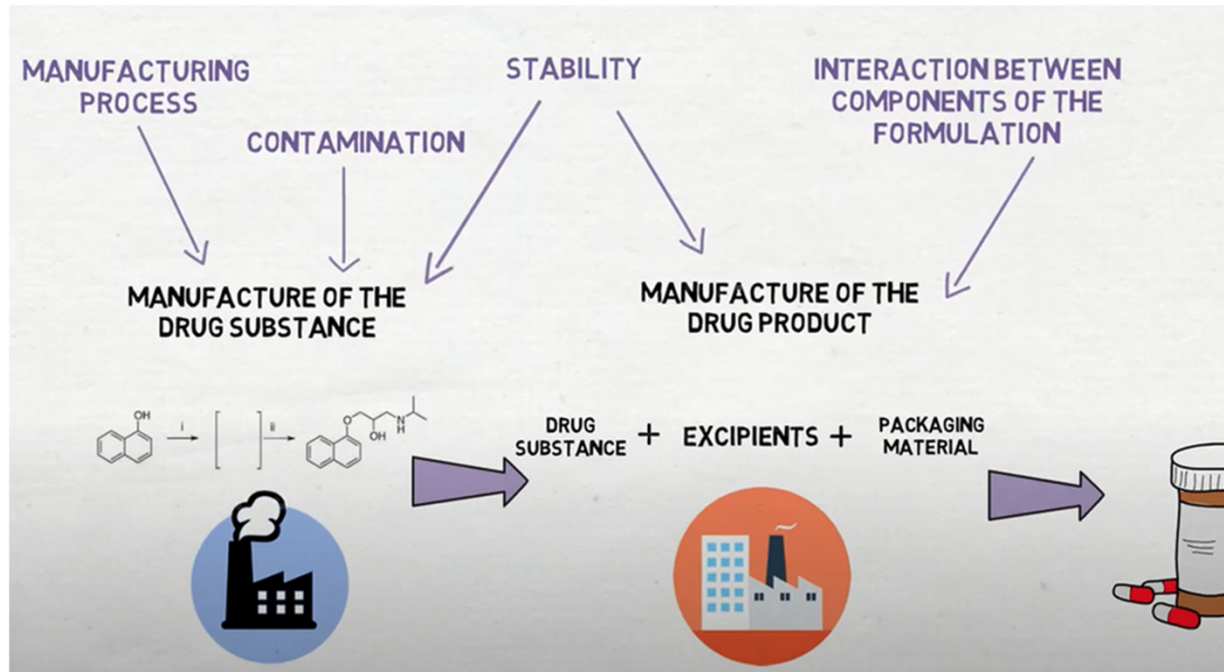 MANUFACTURING
PROCESS
CONTAMINATION
STABILITY
INTERACTION BETWEEN
COMPONENTS OF THE
FORMULATION
MANUFACTURE OF THE
DRUG SUBSTANCE
MANUFACTURE OF THE
DRUG PRODUCT
OH
i
ii
O
OH
N
H
DRUG
SUBSTANCE
+
EXCIPIENTS
+
PACKAGING
MATERIAL